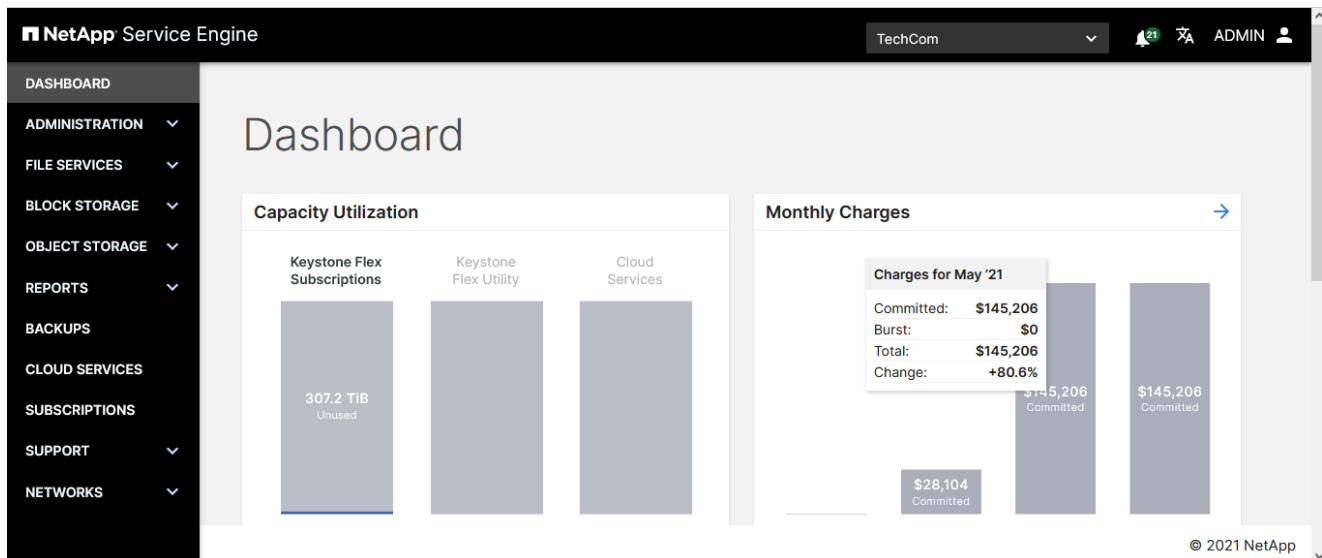 NetApp Service Engine
TechCom
21
ADMIN
DASHBOARD
ADMINISTRATION
FILE SERVICES
BLOCK STORAGE
OBJECT STORAGE
REPORTS
BACKUPS
CLOUD SERVICES
SUBSCRIPTIONS
SUPPORT
NETWORKS
Dashboard
Capacity Utilization
Keystone Flex
Subscriptions
Keystone
Flex Utility
Cloud
Services
307.2 TiB
Unused
Monthly Charges
Charges for May '21
Committed: $145,206
Burst: $0
Total: $145,206
Change: +80.6%
$28,104
Committed
$145,206
Committed
$145,206
Committed
© 2021 NetApp